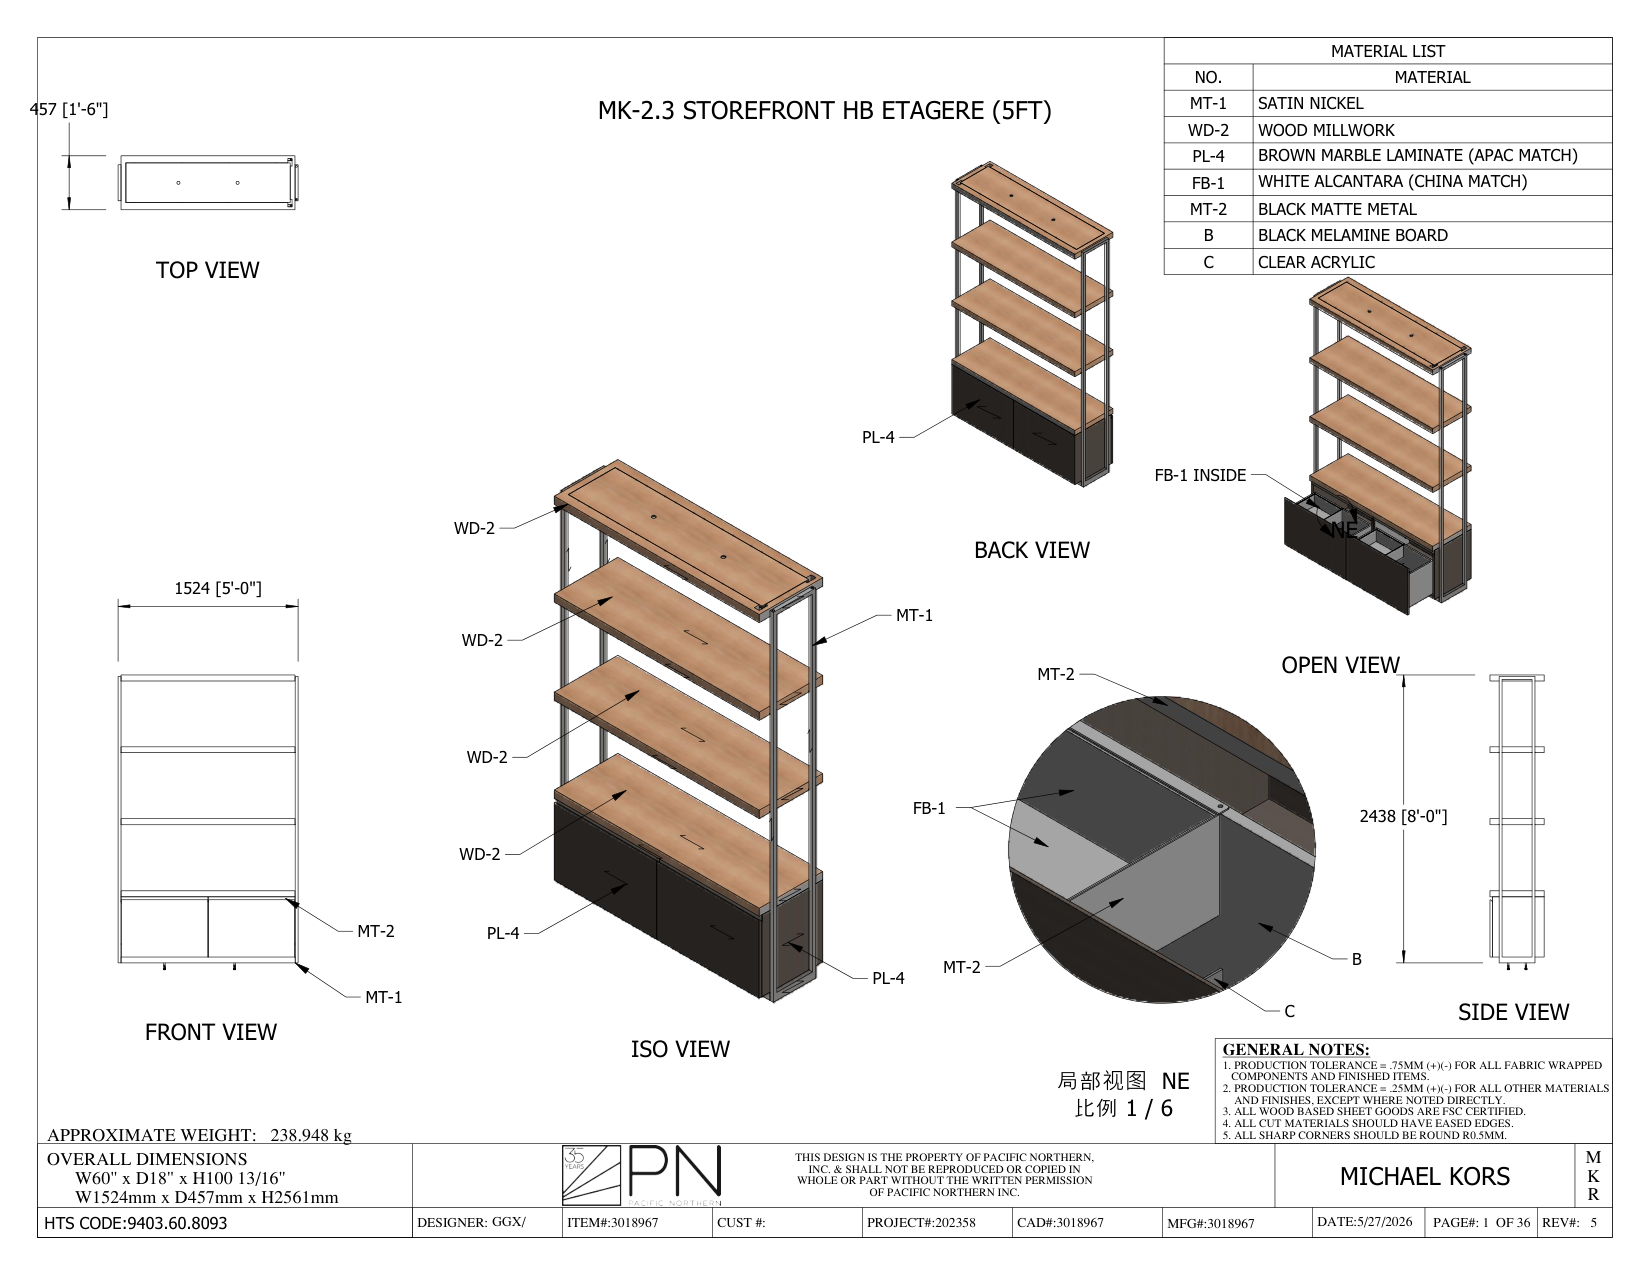 MATERIAL LIST
NO. MATERIAL
MT-1 SATIN NICKEL
WD-2 WOOD MILLWORK
PL-4 BROWN MARBLE LAMINATE (APAC MATCH)
FB-1 WHITE ALCANTARA (CHINA MATCH)
MT-2 BLACK MATTE METAL
B BLACK MELAMINE BOARD
C CLEAR ACRYLIC
457 [1'-6"]
MK-2.3 STOREFRONT HB ETAGERE (5FT)
TOP VIEW
PL-4
BACK VIEW
FB-1 INSIDE
NE
OPEN VIEW
WD-2
WD-2
WD-2
WD-2
PL-4
MT-1
PL-4
ISO VIEW
1524 [5'-0"]
MT-2
MT-1
FRONT VIEW
MT-2
FB-1
MT-2
B
C
局部视图 NE
比例 1 / 6
2438 [8'-0"]
SIDE VIEW
GENERAL NOTES:
1. PRODUCTION TOLERANCE = .75MM (+)(-) FOR ALL FABRIC WRAPPED
COMPONENTS AND FINISHED ITEMS.
2. PRODUCTION TOLERANCE = .25MM (+)(-) FOR ALL OTHER MATERIALS
AND FINISHES, EXCEPT WHERE NOTED DIRECTLY.
3. ALL WOOD BASED SHEET GOODS ARE FSC CERTIFIED.
4. ALL CUT MATERIALS SHOULD HAVE EASED EDGES.
5. ALL SHARP CORNERS SHOULD BE ROUND R0.5MM.
APPROXIMATE WEIGHT: 238.948 kg
OVERALL DIMENSIONS
W60" x D18" x H100 13/16"
W1524mm x D457mm x H2561mm
35
YEARS
PN
PACIFIC NORTHERN
THIS DESIGN IS THE PROPERTY OF PACIFIC NORTHERN,
INC. & SHALL NOT BE REPRODUCED OR COPIED IN
WHOLE OR PART WITHOUT THE WRITTEN PERMISSION
OF PACIFIC NORTHERN INC.
MICHAEL KORS
M
K
R
HTS CODE:9403.60.8093
DESIGNER: GGX/
ITEM#:3018967
CUST #:
PROJECT#:202358
CAD#:3018967
MFG#:3018967
DATE:5/27/2026
PAGE#: 1 OF 36
REV#: 5